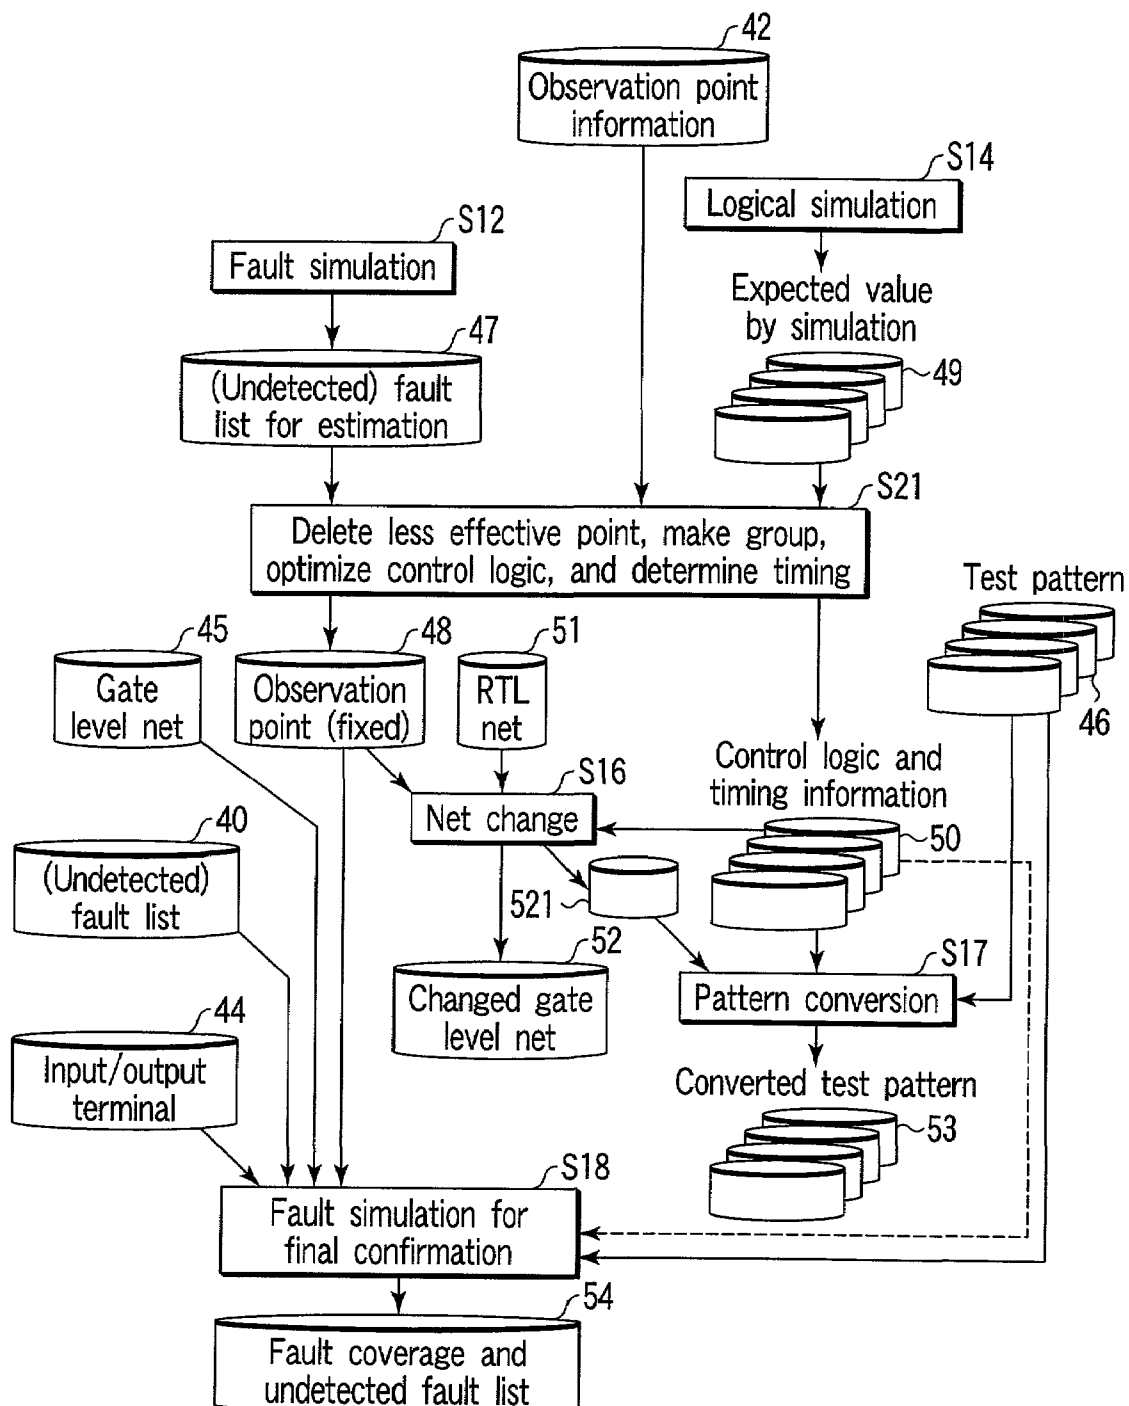 42
Observation point
information
S14
Logical simulation
S12
Fault simulation
Expected value
by simulation
47
(Undetected) fault
list for estimation
49
S21
Delete less effective point, make group,
optimize control logic, and determine timing
Test pattern
46
45
Gate
level net
48
Observation
point (fixed)
51
RTL
net
Control logic and
timing information
S16
Net change
50
40
(Undetected)
fault list
521
52
Changed gate
level net
S17
Pattern conversion
44
Input/output
terminal
Converted test pattern
53
S18
Fault simulation for
final confirmation
54
Fault coverage and
undetected fault list